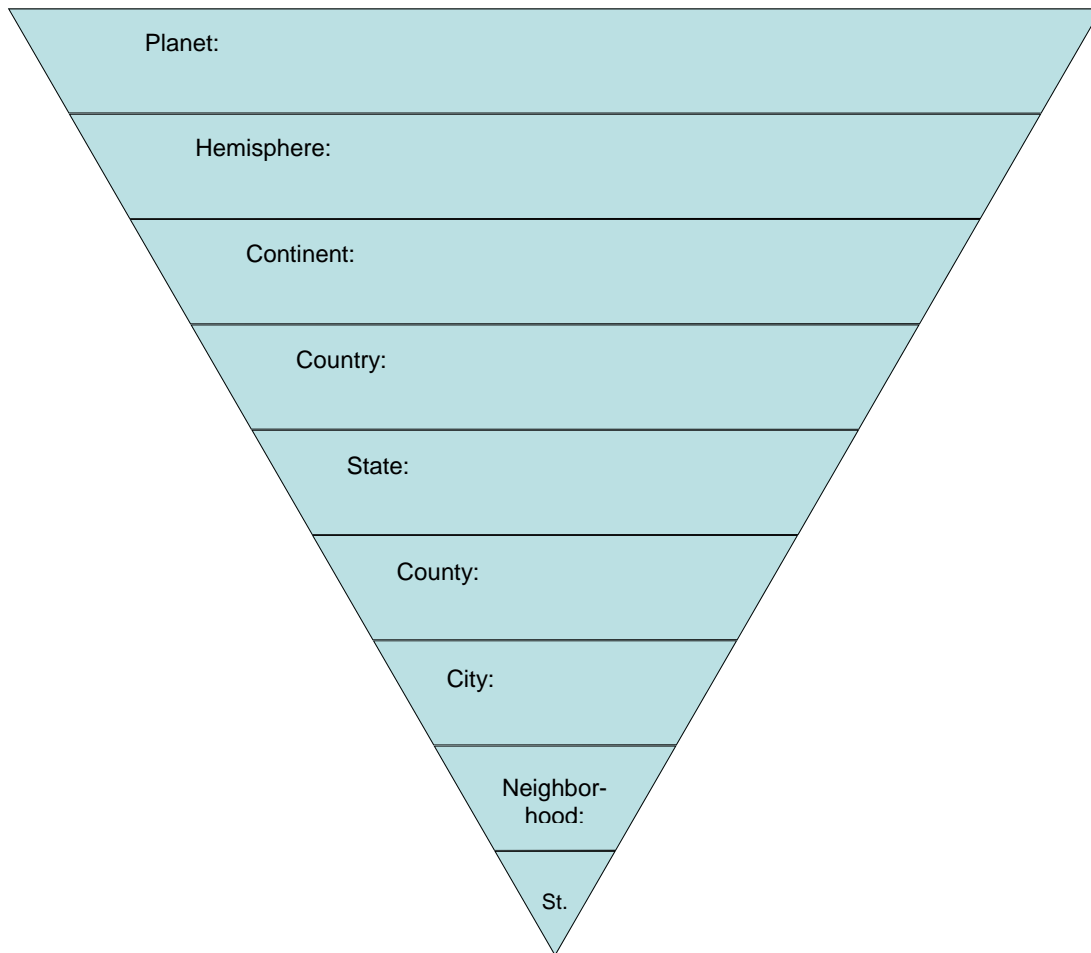 Planet:
Hemisphere:
Continent:
Country:
State:
County:
City:
Neighbor-
hood:
St.